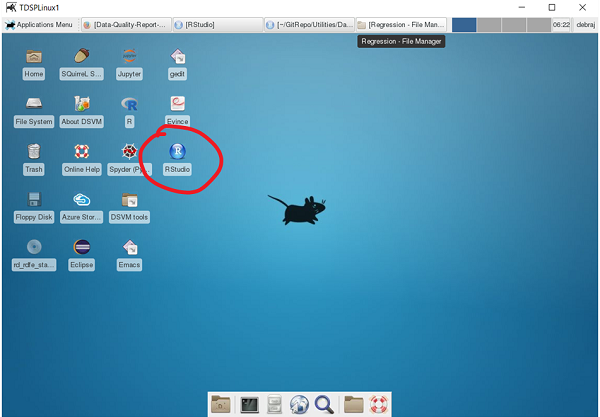 TDSPLinux1
Applications Menu
[Data-Quality-Report-...
[RStudio]
[~/GitRepo/Utilities/Da...
[Regression - File Man...
06:22
debraj
Regression - File Manager
Home
SQuirreL S...
Jupyter
gedit
File System
About DSVM
R
Evince
Trash
Online Help
Spyder (Py...
RStudio
Floppy Disk
Azure Stor...
DSVM tools
rd_rdfe_sta...
Eclipse
Emacs